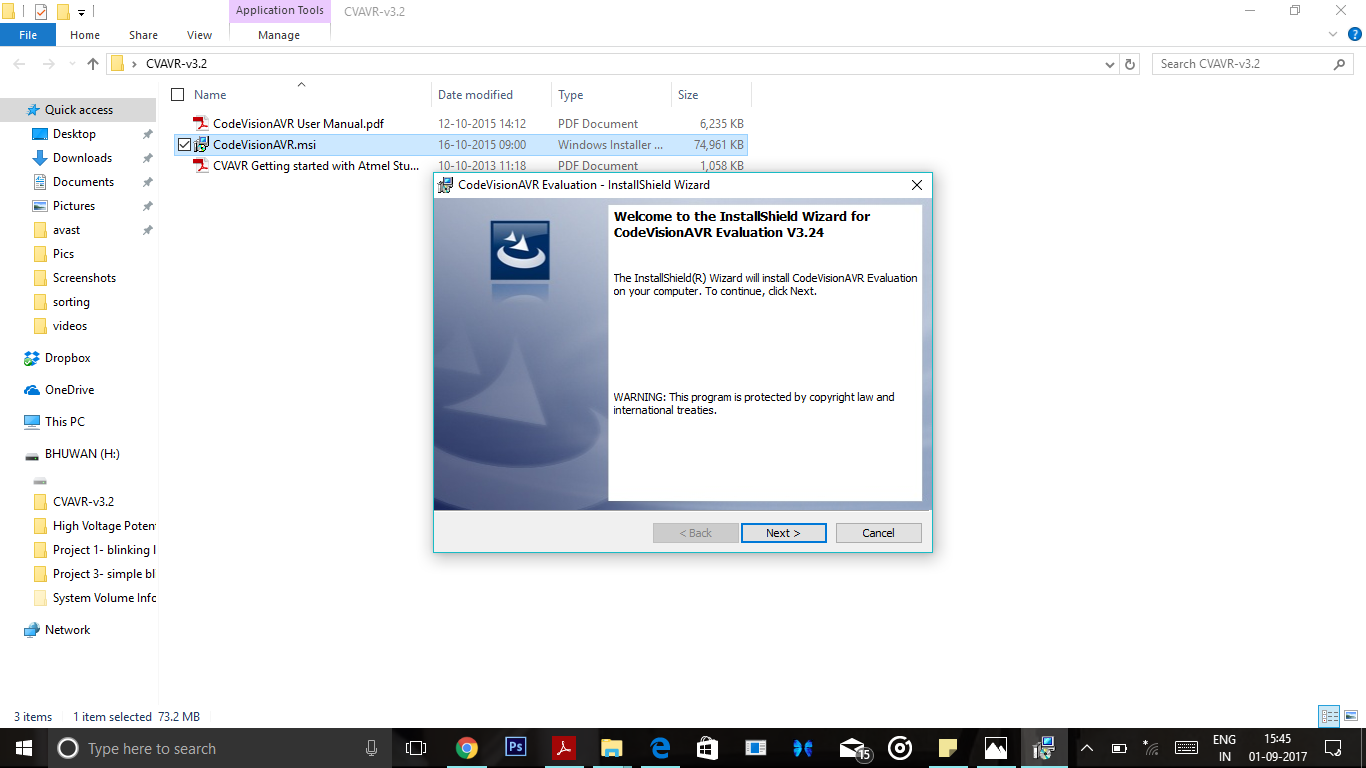 Application Tools
CVAVR-v3.2
File Home Share View Manage
CVAVR-v3.2
Search CVAVR-v3.2
Name Date modified Type Size
Quick access
Desktop
Downloads
Documents
Pictures
avast
Pics
Screenshots
sorting
videos
Dropbox
OneDrive
This PC
BHUWAN (H:)
CVAVR-v3.2
High Voltage Poten
Project 1- blinking l
Project 3- simple bl
System Volume Info
Network
CodeVisionAVR User Manual.pdf 12-10-2015 14:12 PDF Document 6,235 KB
CodeVisionAVR.msi 16-10-2015 09:00 Windows Installer ... 74,961 KB
CVAVR Getting started with Atmel Stu... 10-10-2013 11:18 PDF Document 1,058 KB
CodeVisionAVR Evaluation - InstallShield Wizard
Welcome to the InstallShield Wizard for
CodeVisionAVR Evaluation V3.24
The InstallShield(R) Wizard will install CodeVisionAVR Evaluation
on your computer. To continue, click Next.
WARNING: This program is protected by copyright law and
international treaties.
< Back Next > Cancel
3 items 1 item selected 73.2 MB
Type here to search
Ps
15
ENG
IN
15:45
01-09-2017